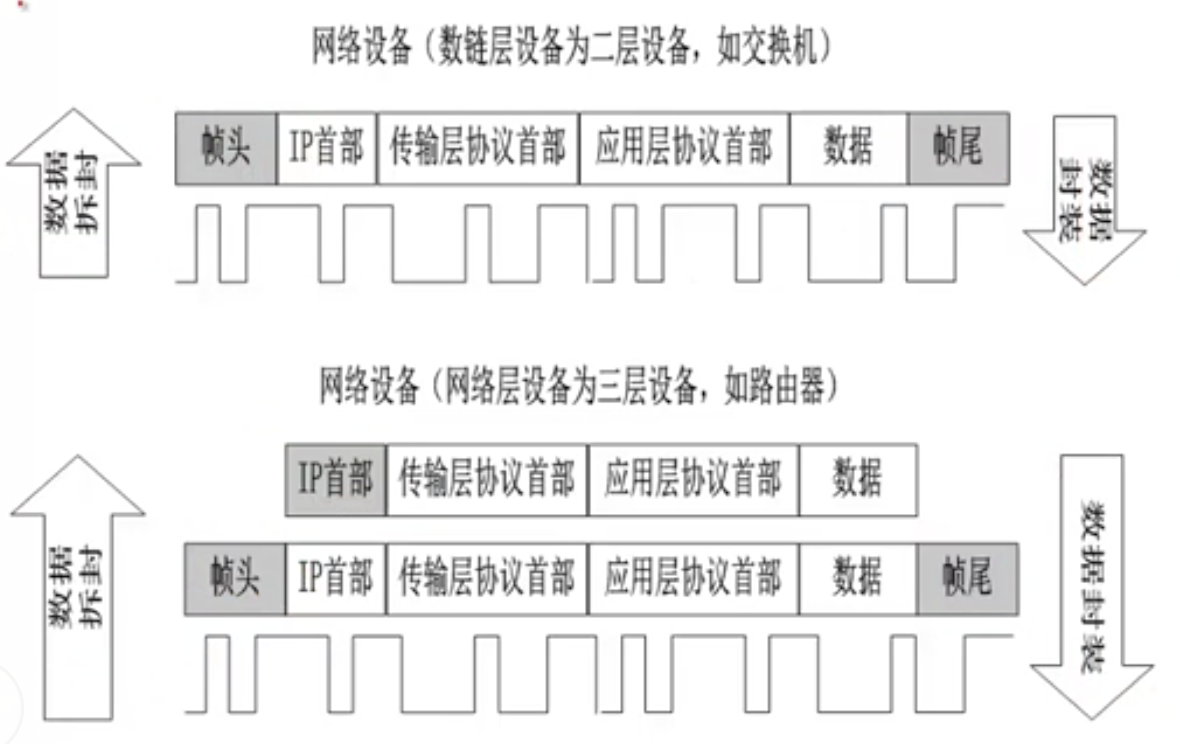 网络设备（数链层设备为二层设备，如交换机）
数据拆封
帧头 IP首部 传输层协议首部 应用层协议首部 数据 帧尾
数据封装
网络设备（网络层设备为三层设备，如路由器）
IP首部 传输层协议首部 应用层协议首部 数据
数据拆封
帧头 IP首部 传输层协议首部 应用层协议首部 数据 帧尾
数据封装